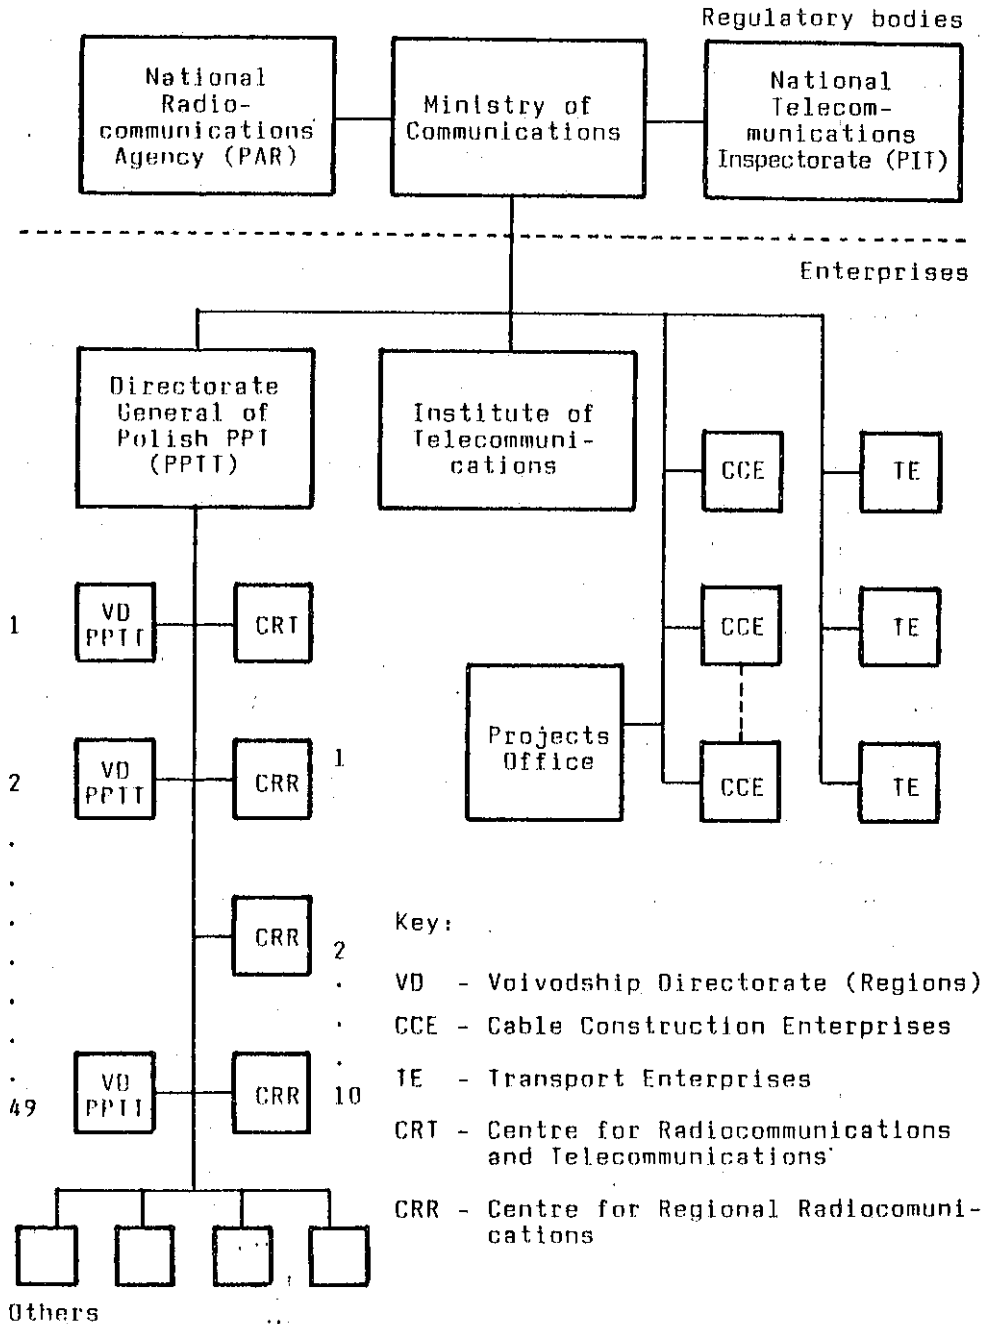 Regulatory bodies
National
Radio-
communications
Agency (PAR)
Ministry of
Communications
National
Telecom-
munications
Inspectorate (PIT)
Enterprises
Directorate
General of
Polish PPT
(PPTT)
Institute of
Telecommuni-
cations
CCE
TE
1
VD
PPTT
CRT
CCE
TE
Projects
Office
2
VD
PPTT
CRR
1
CCE
TE
CRR
2
49
VD
PPTT
CRR
10
Key:
VD - Voivodship Directorate (Regions)
CCE - Cable Construction Enterprises
TE - Transport Enterprises
CRT - Centre for Radiocommunications
and Telecommunications
CRR - Centre for Regional Radiocomuni-
cations
Others